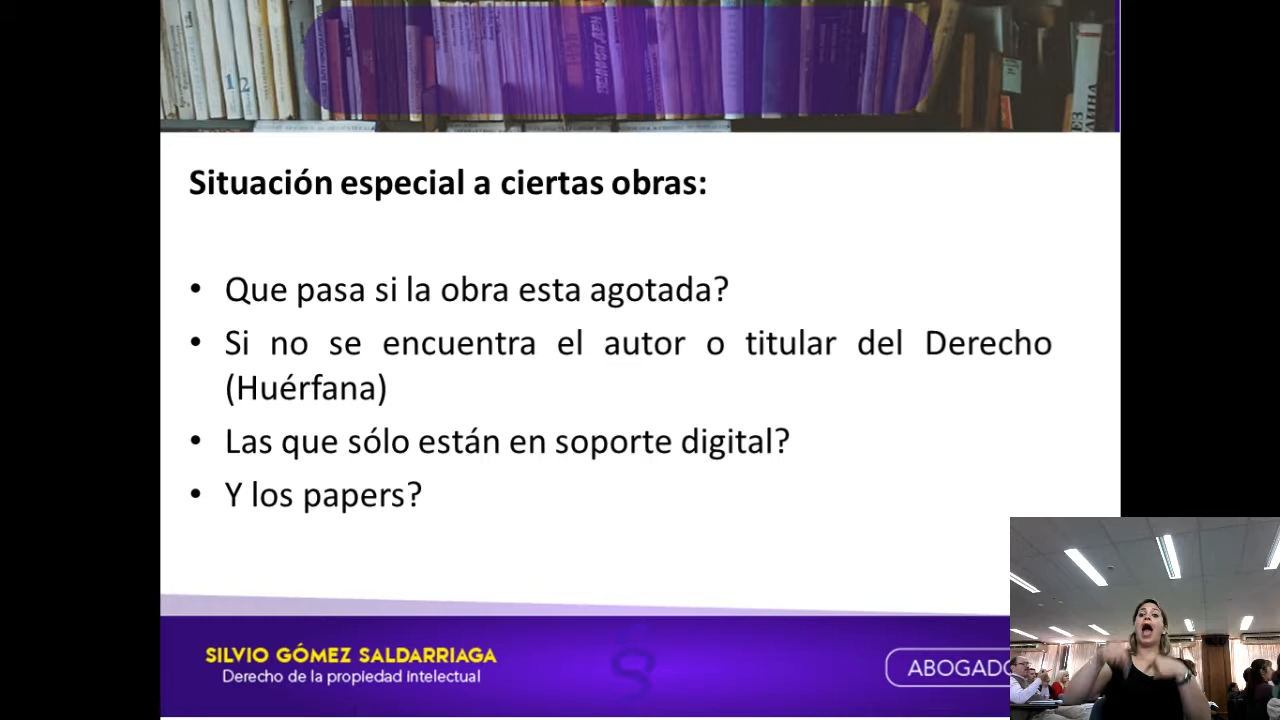 Situación especial a ciertas obras:
• Que pasa si la obra esta agotada?
• Si no se encuentra el autor o titular del Derecho
(Huérfana)
• Las que sólo están en soporte digital?
• Y los papers?
SILVIO GÓMEZ SALDARRIAGA
Derecho de la propiedad intelectual
ABOGADO